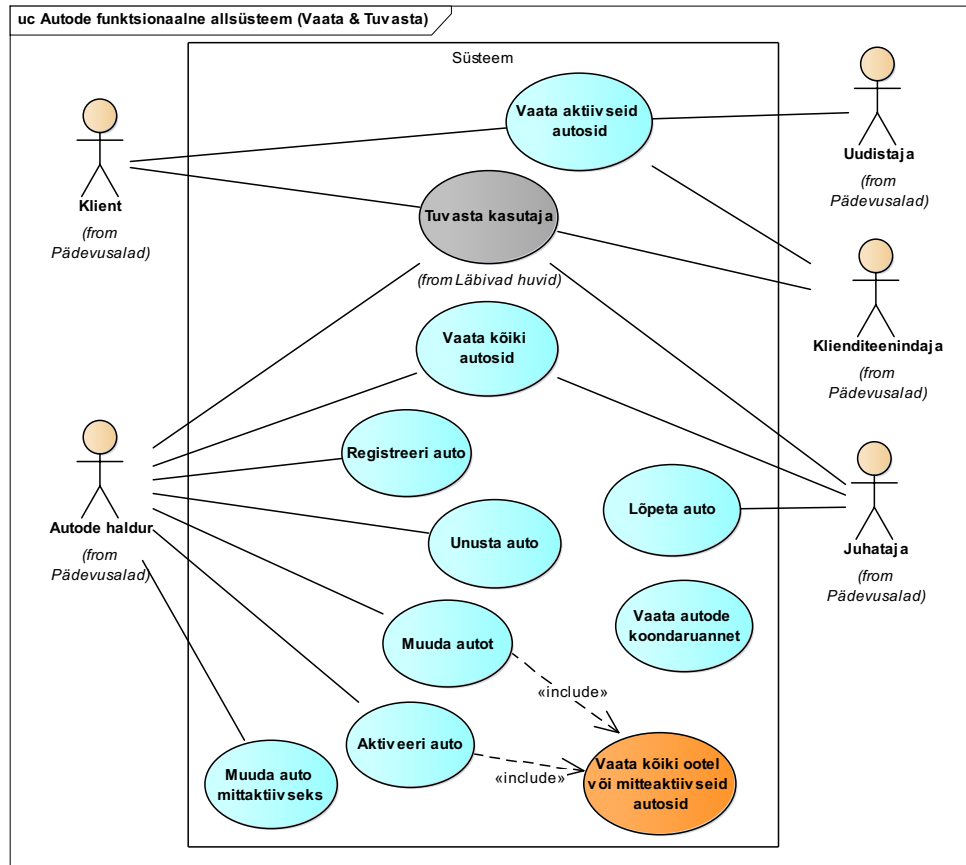 uc Autode funktsionaalne allsüsteem (Vaata & Tuvasta)
Süsteem
Klient
(from
Pädevusalad)
Vaata aktiivseid
autosid
Uudistaja
(from
Pädevusalad)
Tuvasta kasutaja
(from Läbivad huvid)
Klienditeenindaja
(from
Pädevusalad)
Vaata kõiki
autosid
Autode haldur
(from
Pädevusalad)
Registreeri auto
Lõpeta auto
Juhataja
(from
Pädevusalad)
Unusta auto
Vaata autode
koondaruannet
Muuda autot
«include»
Aktiveeri auto
«include»
Muuda auto
mittaktiivseks
Vaata kõiki ootel
või mitteaktiivseid
autosid